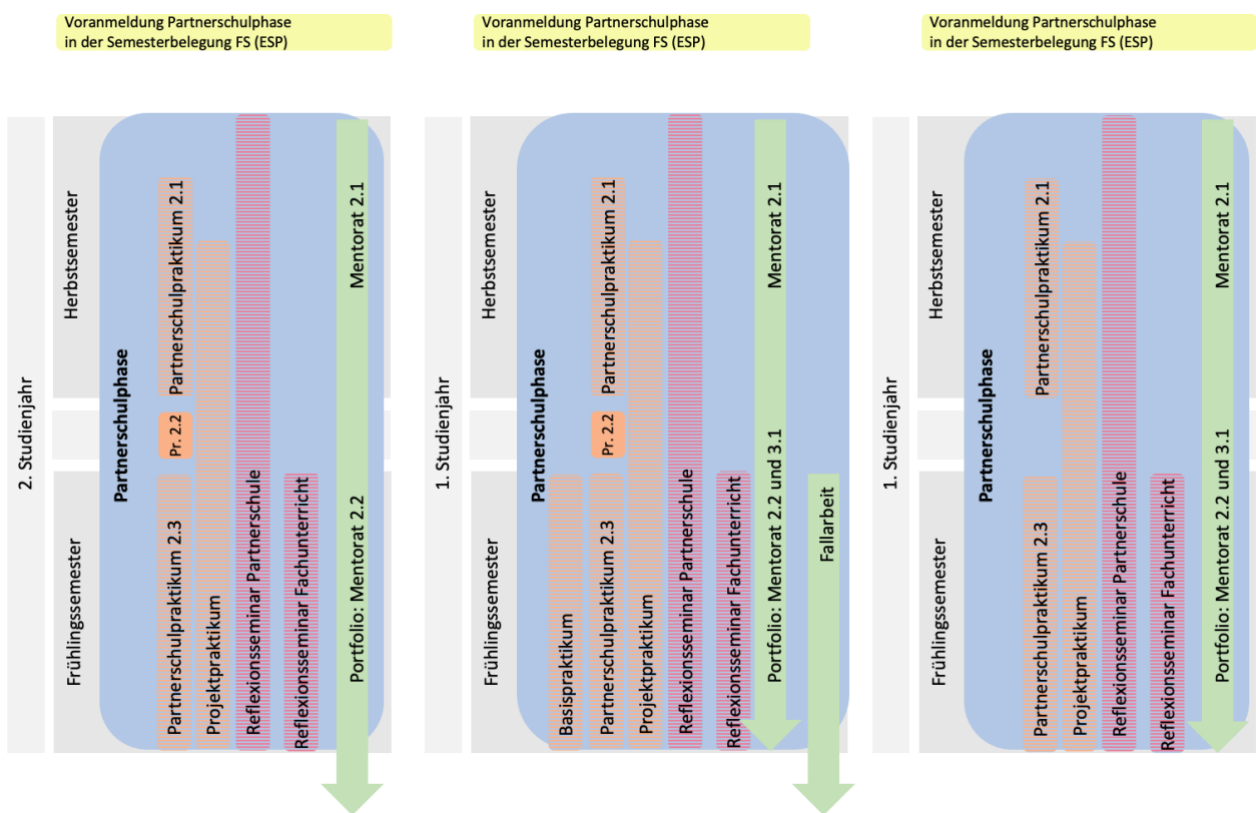 Voranmeldung Partnerschulphase
in der Semesterbelegung FS (ESP)
2. Studienjahr
Herbstsemester
Frühlingssemester
Partnerschulphase
Partnerschulpraktikum 2.1
Pr. 2.2
Partnerschulpraktikum 2.3
Projektpraktikum
Reflexionsseminar Partnerschule
Reflexionsseminar Fachunterricht
Mentorat 2.1
Portfolio: Mentorat 2.2
Voranmeldung Partnerschulphase
in der Semesterbelegung FS (ESP)
1. Studienjahr
Herbstsemester
Frühlingssemester
Partnerschulphase
Basispraktikum
Partnerschulpraktikum 2.1
Pr. 2.2
Partnerschulpraktikum 2.3
Projektpraktikum
Reflexionsseminar Partnerschule
Reflexionsseminar Fachunterricht
Mentorat 2.1
Portfolio: Mentorat 2.2 und 3.1
Fallarbeit
Voranmeldung Partnerschulphase
in der Semesterbelegung FS (ESP)
1. Studienjahr
Herbstsemester
Frühlingssemester
Partnerschulphase
Partnerschulpraktikum 2.1
Partnerschulpraktikum 2.3
Projektpraktikum
Reflexionsseminar Partnerschule
Reflexionsseminar Fachunterricht
Mentorat 2.1
Portfolio: Mentorat 2.2 und 3.1